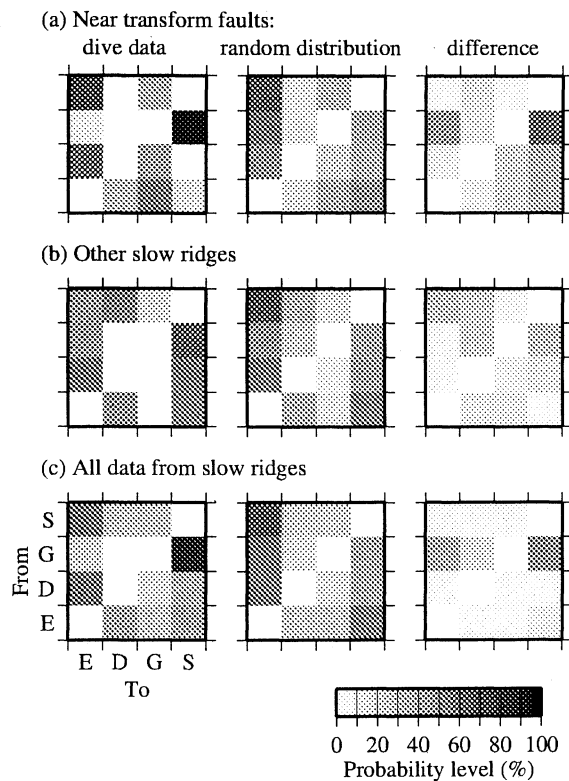 (a) Near transform faults:
dive data random distribution difference
(b) Other slow ridges
(c) All data from slow ridges
S
G
D
E
From
E D G S
To
0 20 40 60 80 100
Probability level (%)